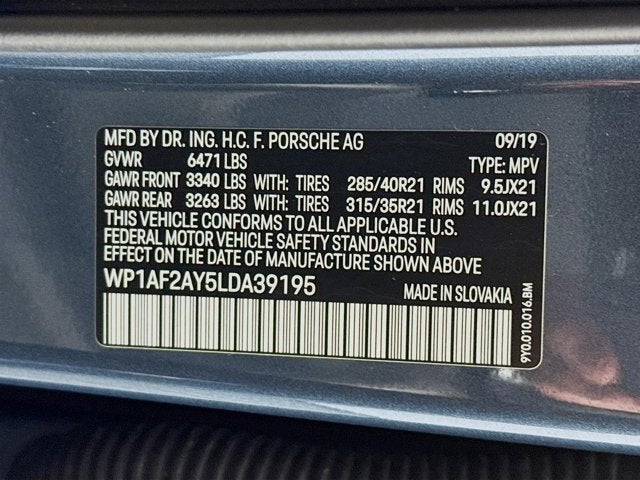 MFD BY DR. ING. H.C. F. PORSCHE AG 09/19
GVWR 6471 LBS TYPE: MPV
GAWR FRONT 3340 LBS WITH: TIRES 285/40R21 RIMS 9.5JX21
GAWR REAR 3263 LBS WITH: TIRES 315/35R21 RIMS 11.0JX21
THIS VEHICLE CONFORMS TO ALL APPLICABLE U.S.
FEDERAL MOTOR VEHICLE SAFETY STANDARDS IN
EFFECT ON THE DATE OF MANUFACTURE SHOWN ABOVE.
WP1AF2AY5LDA39195 MADE IN SLOVAKIA
9Y0.010.016.BM